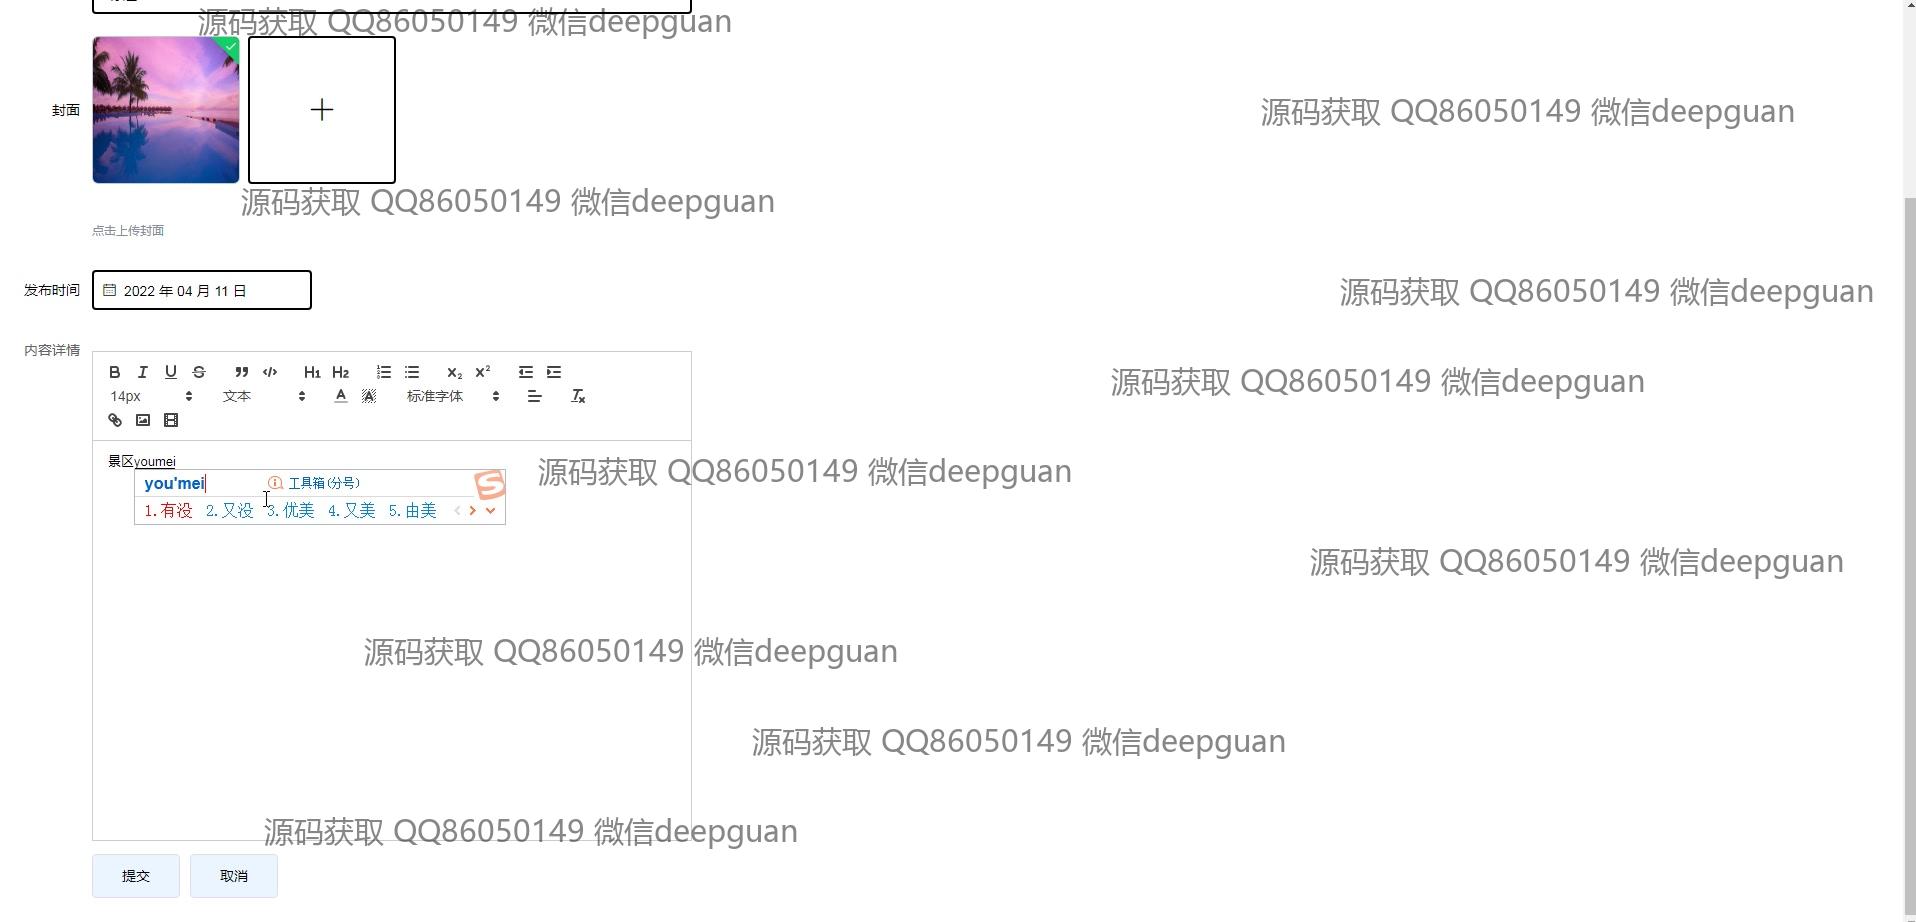 源码获取 QQ86050149 微信deepguan
封面
源码获取 QQ86050149 微信deepguan
源码获取 QQ86050149 微信deepguan
点击上传封面
发布时间
2022 年 04 月 11 日
源码获取 QQ86050149 微信deepguan
内容详情
B I U S H1 H2 X2 X2
14px 文本 A A 标准字体 Tx
源码获取 QQ86050149 微信deepguan
景区youmei
you'mei 工具箱(分号) S
1.有没 2.又没 3.优美 4.又美 5.由美
源码获取 QQ86050149 微信deepguan
源码获取 QQ86050149 微信deepguan
源码获取 QQ86050149 微信deepguan
源码获取 QQ86050149 微信deepguan
源码获取 QQ86050149 微信deepguan
提交 取消